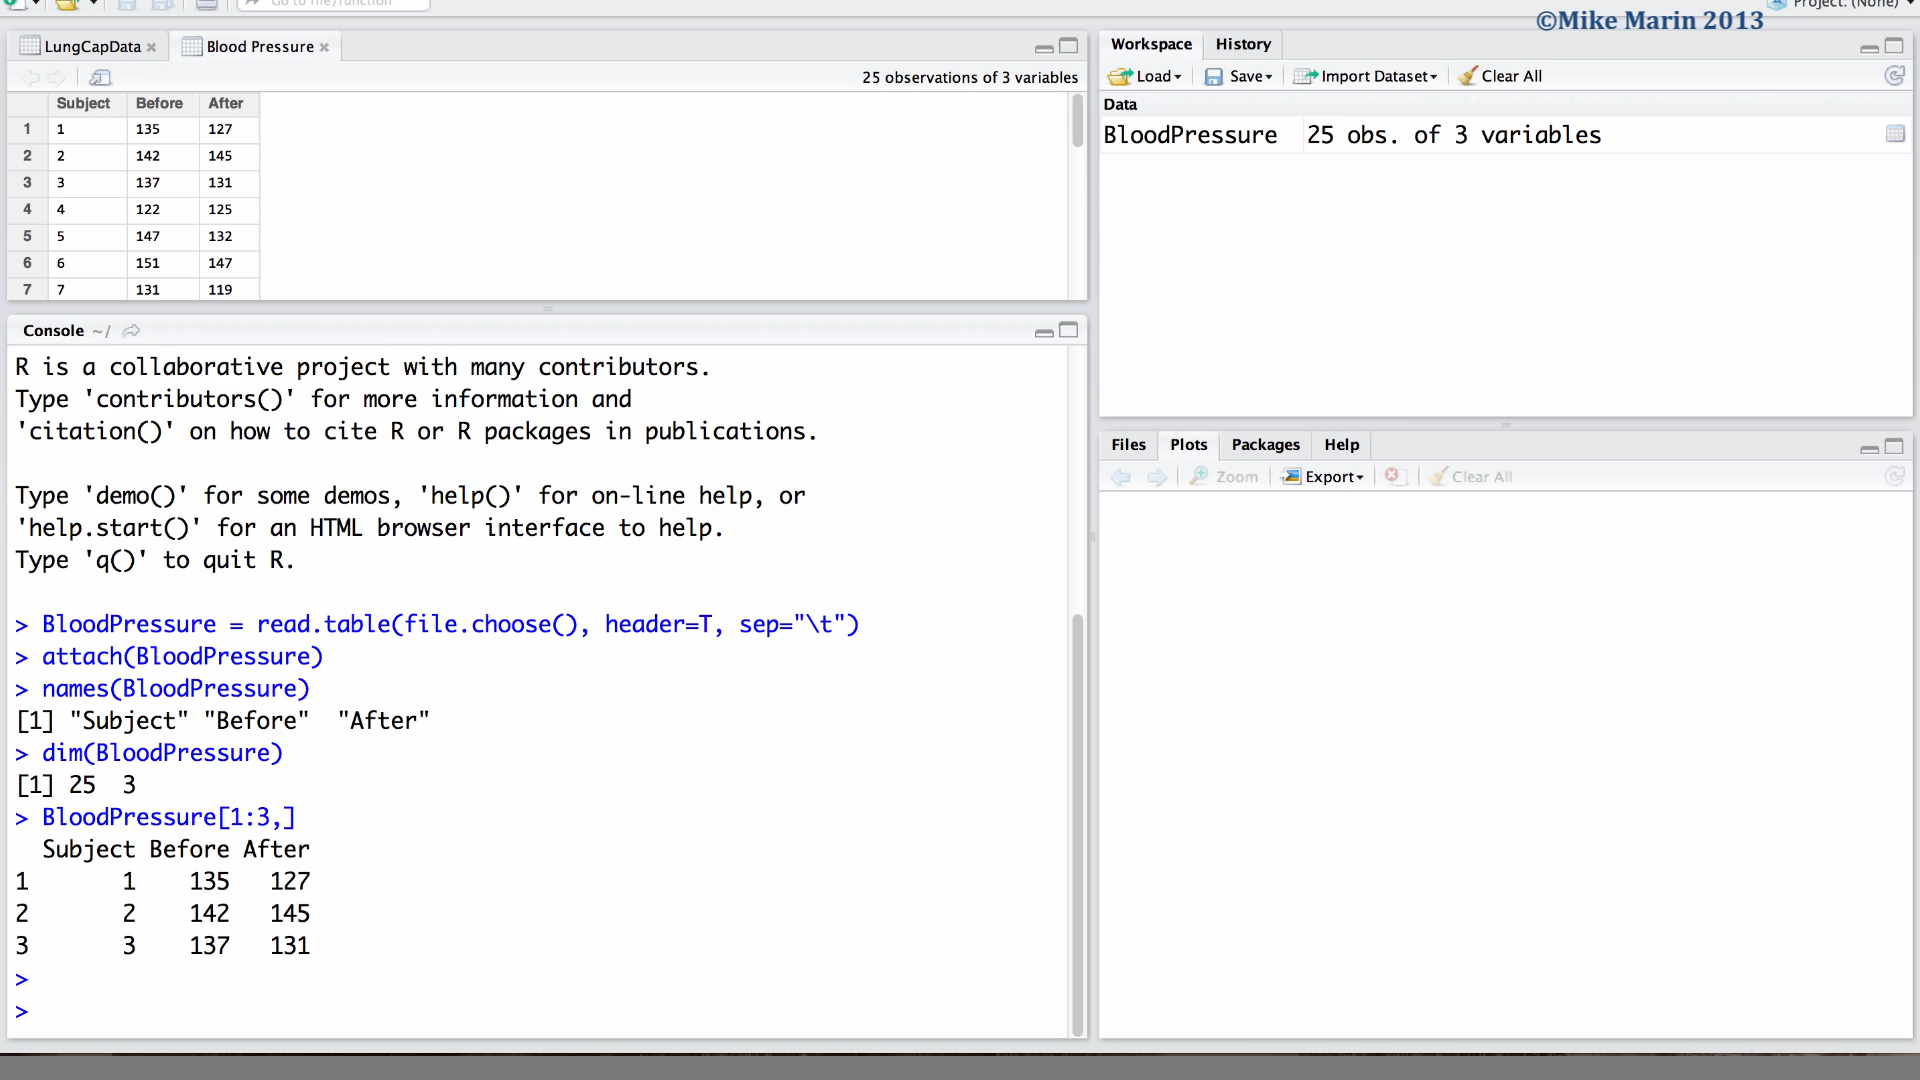 Go to file/function
Project: (None)
©Mike Marin 2013
LungCapData
Blood Pressure
25 observations of 3 variables
Subject Before After
1 1 135 127
2 2 142 145
3 3 137 131
4 4 122 125
5 5 147 132
6 6 151 147
7 7 131 119
Console ~/
R is a collaborative project with many contributors.
Type 'contributors()' for more information and
'citation()' on how to cite R or R packages in publications.
Type 'demo()' for some demos, 'help()' for on-line help, or
'help.start()' for an HTML browser interface to help.
Type 'q()' to quit R.
> BloodPressure = read.table(file.choose(), header=T, sep="\t")
> attach(BloodPressure)
> names(BloodPressure)
[1] "Subject" "Before"  "After"
> dim(BloodPressure)
[1] 25  3
> BloodPressure[1:3,]
Subject Before After
1 1 135 127
2 2 142 145
3 3 137 131
>
>
Workspace History
Load Save Import Dataset Clear All
Data
BloodPressure 25 obs. of 3 variables
Files Plots Packages Help
Zoom Export Clear All